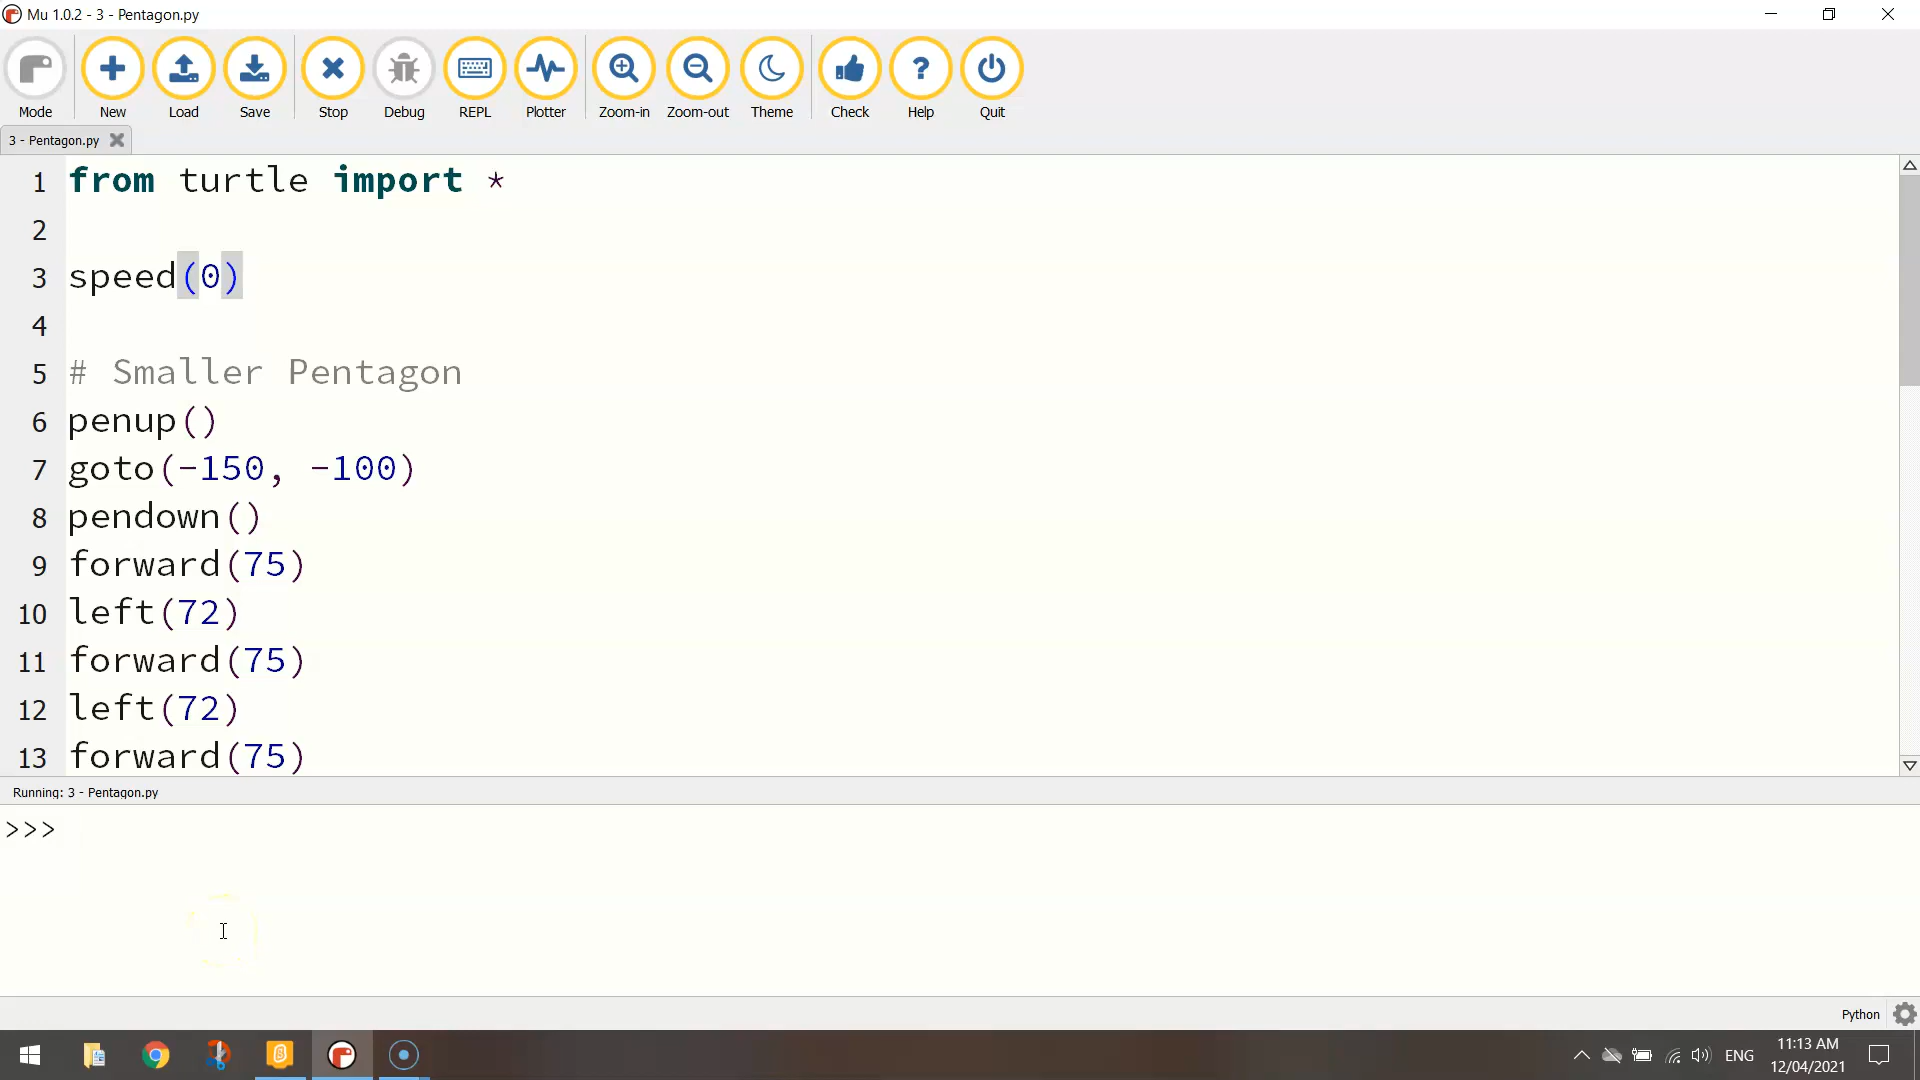 Mu 1.0.2 - 3 - Pentagon.py
Mode New Load Save Stop Debug REPL Plotter Zoom-in Zoom-out Theme Check Help Quit
3 - Pentagon.py
1 from turtle import *
2
3 speed(0)
4
5 # Smaller Pentagon
6 penup()
7 goto(-150, -100)
8 pendown()
9 forward(75)
10 left(72)
11 forward(75)
12 left(72)
13 forward(75)
Running: 3 - Pentagon.py
>>>
Python
ENG
11:13 AM
12/04/2021